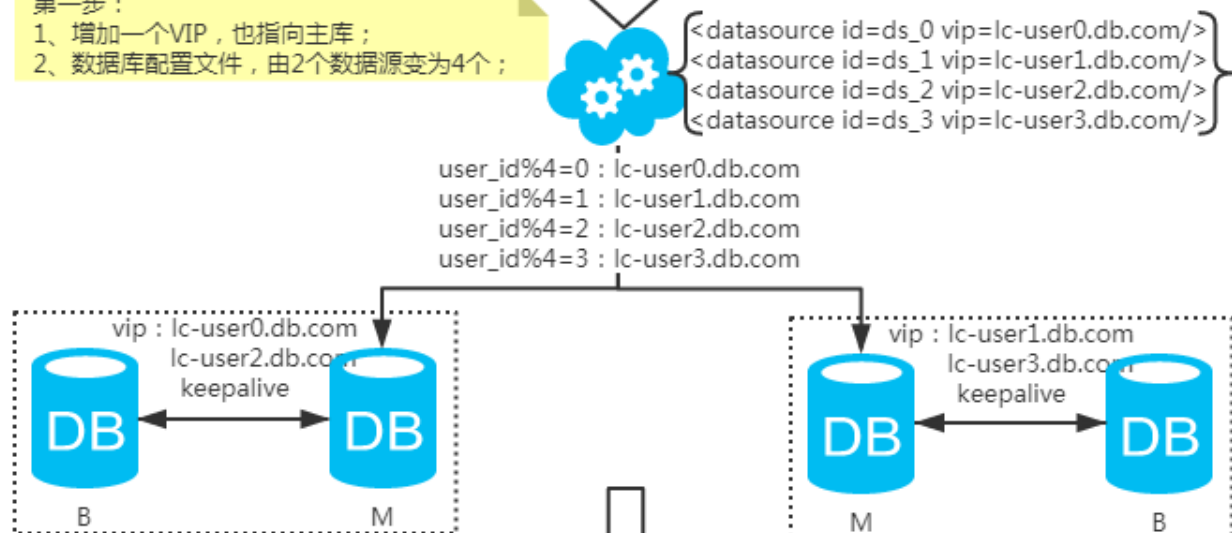 第一步：
1、增加一个VIP，也指向主库；
2、数据库配置文件，由2个数据源变为4个；
<datasource id=ds_0 vip=lc-user0.db.com/>
<datasource id=ds_1 vip=lc-user1.db.com/>
<datasource id=ds_2 vip=lc-user2.db.com/>
<datasource id=ds_3 vip=lc-user3.db.com/>
user_id%4=0：lc-user0.db.com
user_id%4=1：lc-user1.db.com
user_id%4=2：lc-user2.db.com
user_id%4=3：lc-user3.db.com
vip：lc-user0.db.com
lc-user2.db.com
keepalive
DB
DB
B
M
vip：lc-user1.db.com
lc-user3.db.com
keepalive
DB
DB
M
B